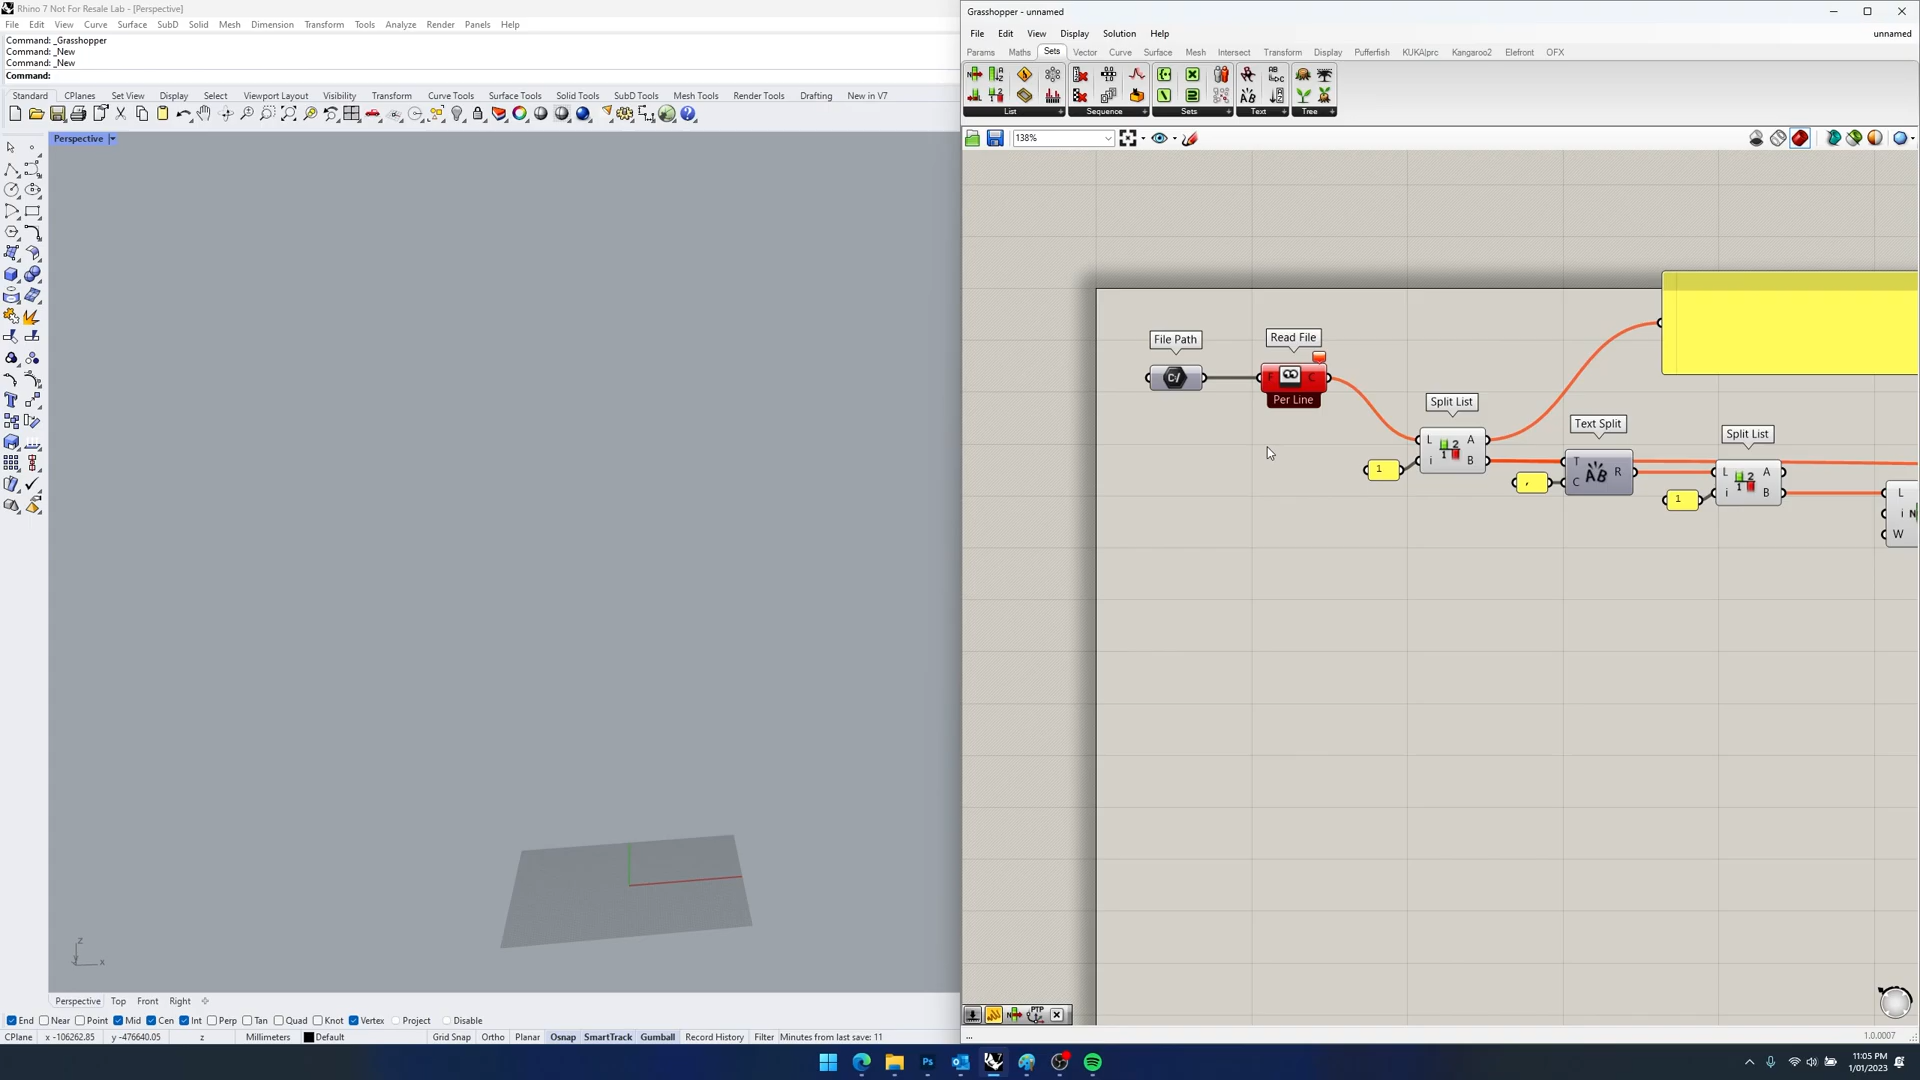 Rhino 7 Not For Resale Lab - [Perspective]
File Edit View Curve Surface SubD Solid Mesh Dimension Transform Tools Analyze Render Panels Help
Command: _Grasshopper
Command: _New
Command: _New
Command:
Standard CPlanes Set View Display Select Viewport Layout Visibility Transform Curve Tools Surface Tools Solid Tools SubD Tools Mesh Tools Render Tools Drafting New in V7
Perspective
z
x
Perspective Top Front Right
End Near Point Mid Cen Int Perp Tan Quad Knot Vertex Project Disable
CPlane x -106262.85 y -476640.05 z Millimeters Default Grid Snap Ortho Planar Osnap SmartTrack Gumball Record History Filter Minutes from last save: 11
Grasshopper - unnamed
File Edit View Display Solution Help unnamed
Params Maths Sets Vector Curve Surface Mesh Intersect Transform Display Pufferfish KUKA|prc Kangaroo2 Elefront OFX
List Sequence Sets Text Tree
138%
File Path
C/
Read File
F C
Per Line
Split List
L A
i B
1
Text Split
T R
C
,
Split List
L A
i B
1
L
i N
W
PTP
...
1.0.0007
11:05 PM
1/01/2023